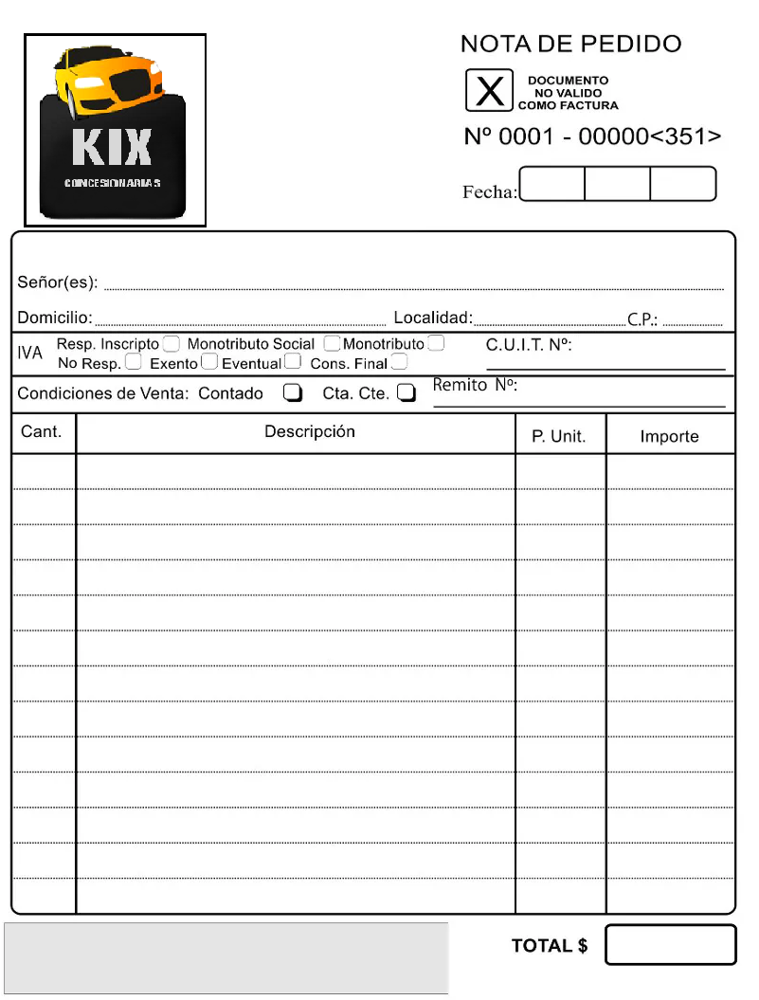 NOTA DE PEDIDO
KIX
CONCESIONARIAS
X
DOCUMENTO
NO VALIDO
COMO FACTURA
Nº 0001 - 00000<351>
Fecha:
Señor(es):
Domicilio: Localidad: C.P.:
IVA Resp. Inscripto Monotributo Social Monotributo C.U.I.T. Nº:
No Resp. Exento Eventual Cons. Final
Condiciones de Venta: Contado Cta. Cte. Remito Nº:
Cant. Descripción P. Unit. Importe
TOTAL $